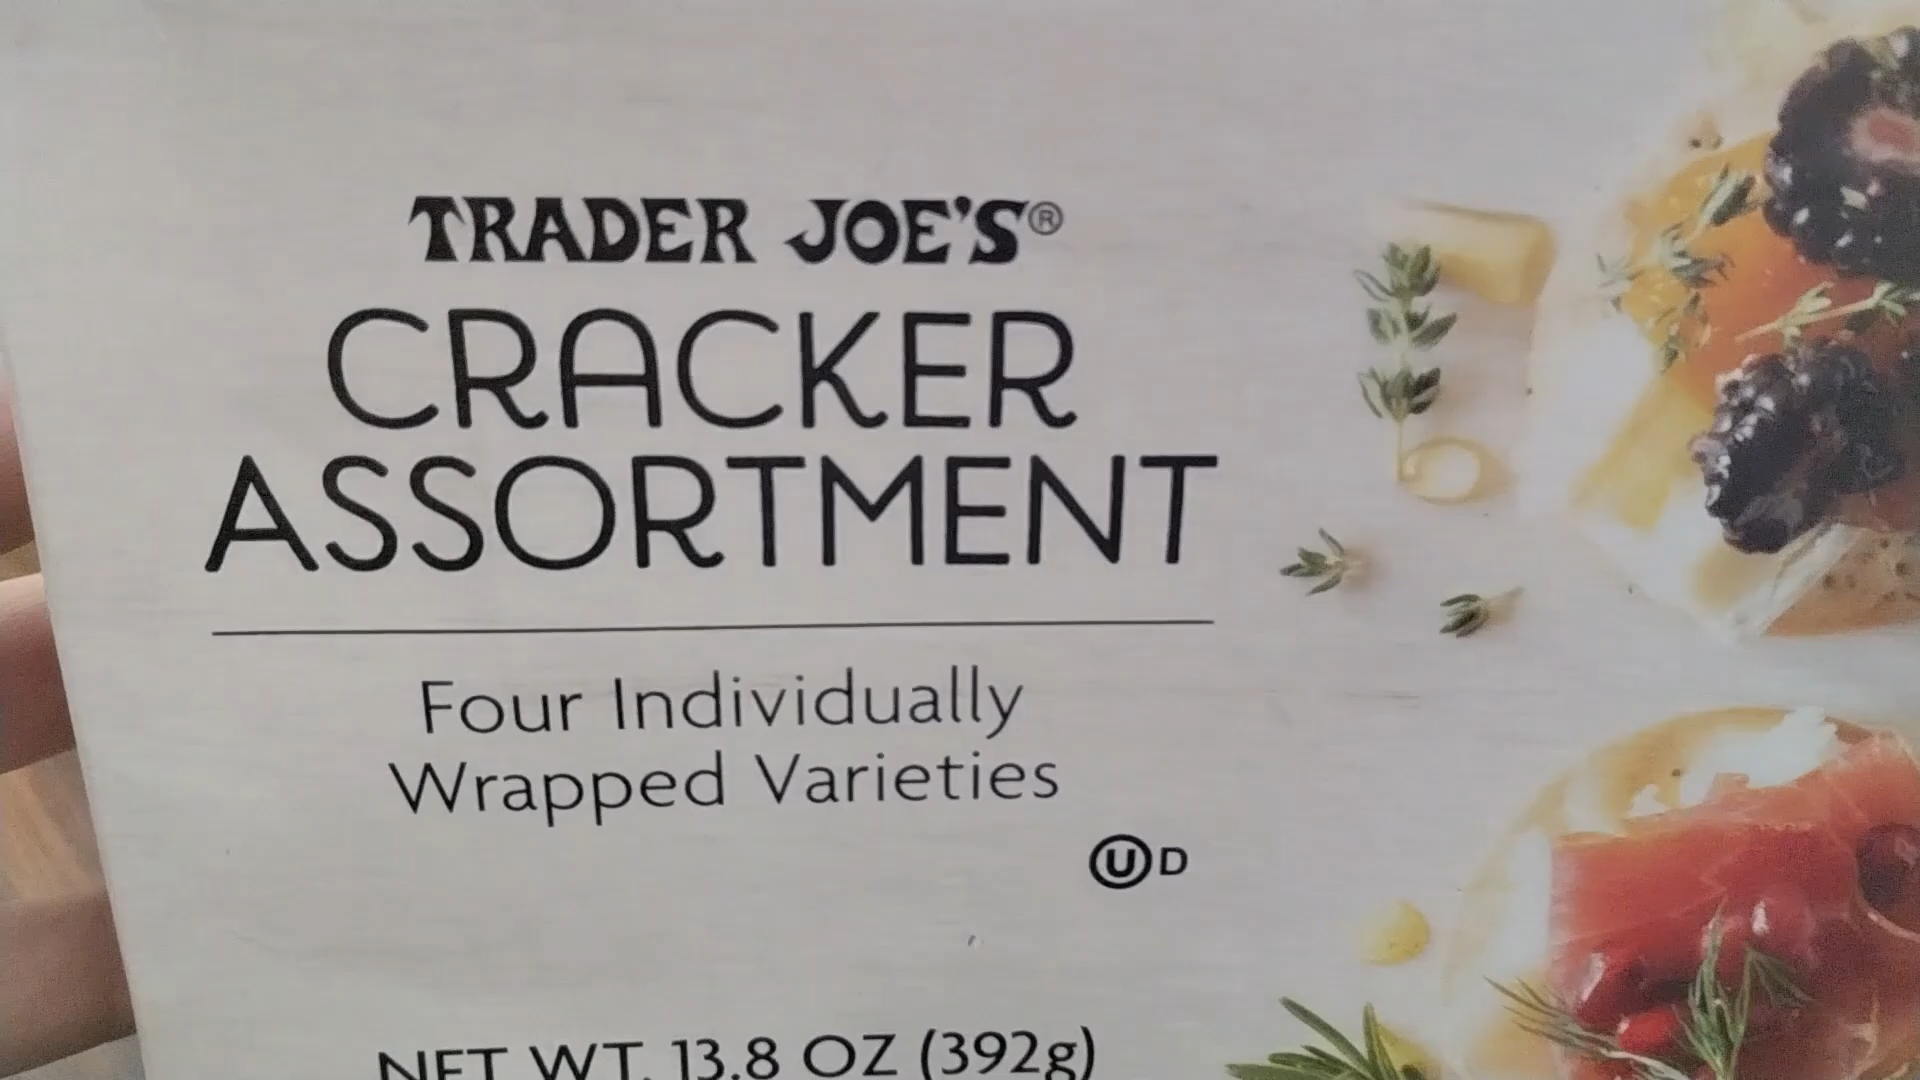 TRADER JOE'S®
CRACKER
ASSORTMENT
Four Individually
Wrapped Varieties
Ⓤ D
NET WT. 13.8 OZ (392g)